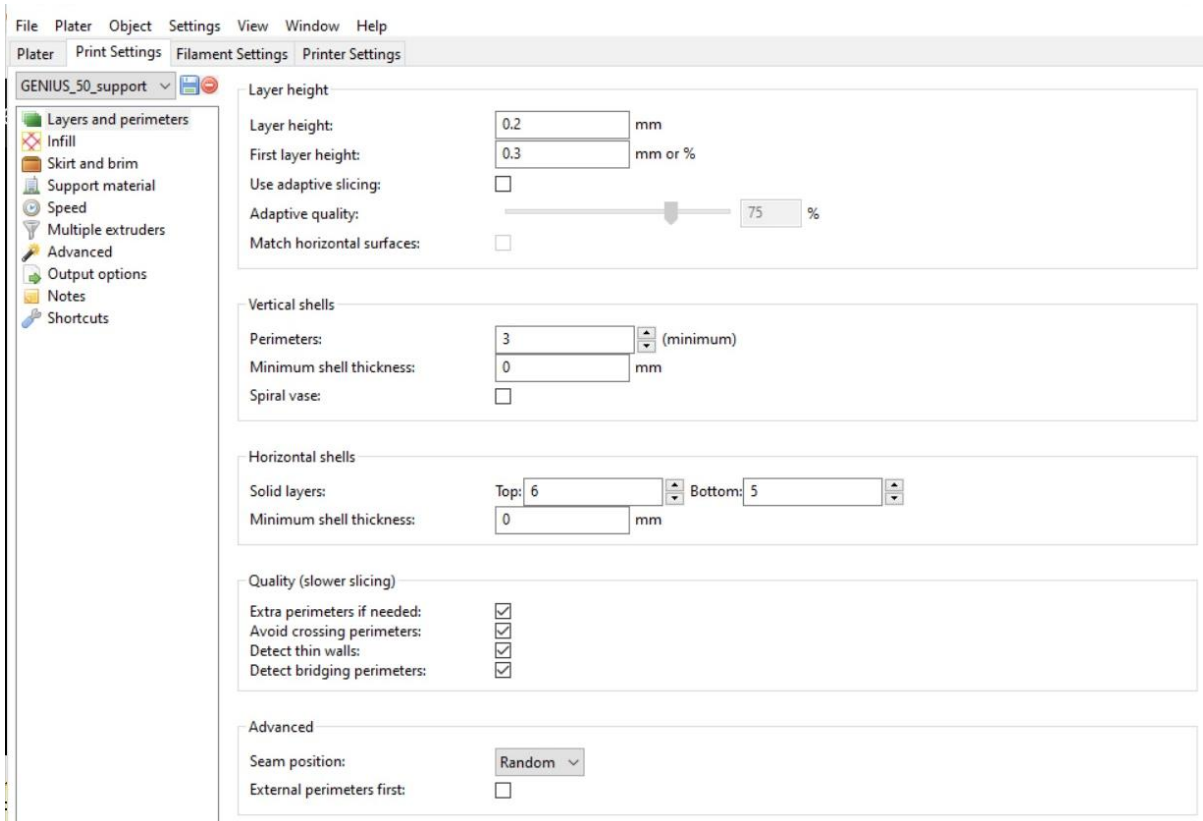 File Plater Object Settings View Window Help
Plater Print Settings Filament Settings Printer Settings
GENIUS_50_support
Layers and perimeters
Infill
Skirt and brim
Support material
Speed
Multiple extruders
Advanced
Output options
Notes
Shortcuts
Layer height
Layer height: 0.2 mm
First layer height: 0.3 mm or %
Use adaptive slicing:
Adaptive quality: 75 %
Match horizontal surfaces:
Vertical shells
Perimeters: 3 (minimum)
Minimum shell thickness: 0 mm
Spiral vase:
Horizontal shells
Solid layers: Top: 6 Bottom: 5
Minimum shell thickness: 0 mm
Quality (slower slicing)
Extra perimeters if needed:
Avoid crossing perimeters:
Detect thin walls:
Detect bridging perimeters:
Advanced
Seam position: Random
External perimeters first: